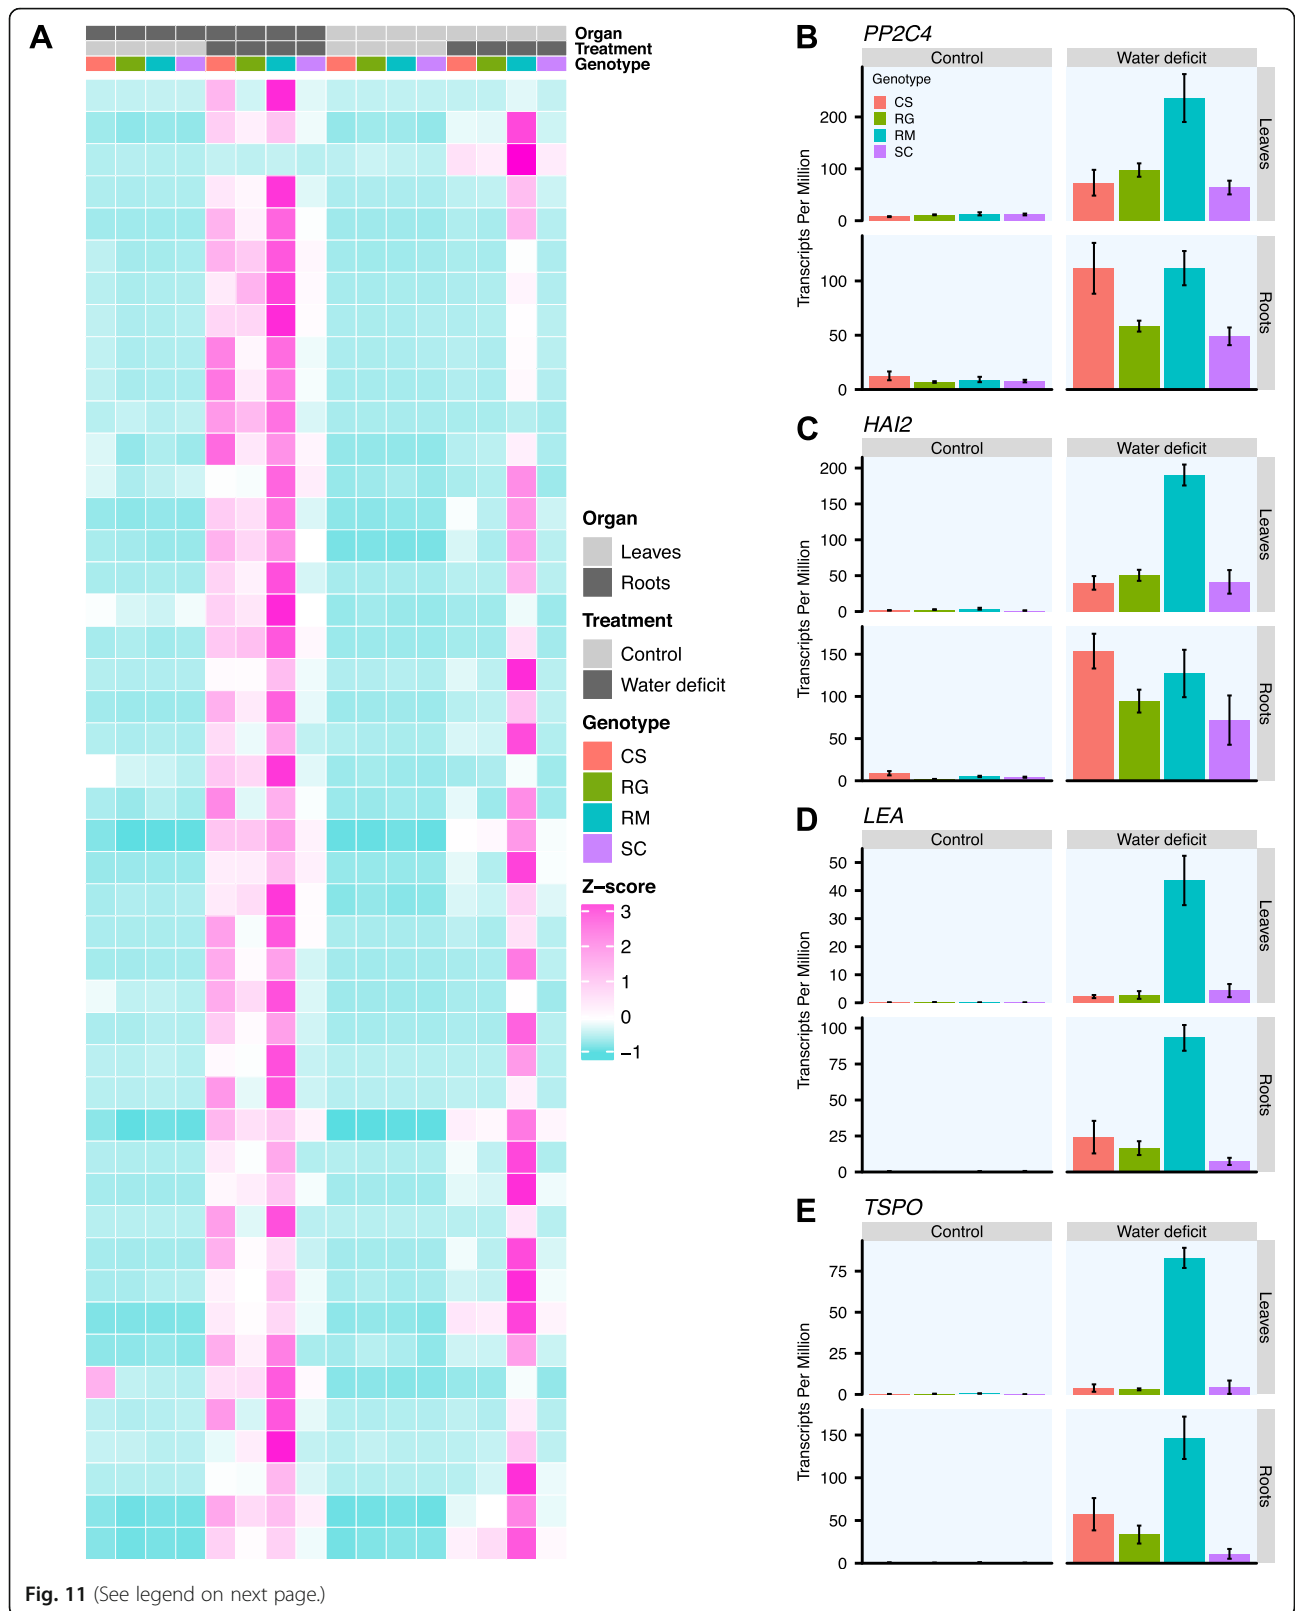 A
Organ
Treatment
Genotype
Organ
Leaves
Roots
Treatment
Control
Water deficit
Genotype
CS
RG
RM
SC
Z−score
3
2
1
0
−1
B
PP2C4
Control
Water deficit
Genotype
CS
RG
RM
SC
200
100
0
Leaves
Transcripts Per Million
100
50
0
Roots
C
HAI2
Control
Water deficit
200
150
100
50
0
Leaves
Transcripts Per Million
150
100
50
0
Roots
D
LEA
Control
Water deficit
50
40
30
20
10
0
Leaves
Transcripts Per Million
100
75
50
25
0
Roots
E
TSPO
Control
Water deficit
75
50
25
0
Leaves
Transcripts Per Million
150
100
50
0
Roots
Fig. 11 (See legend on next page.)